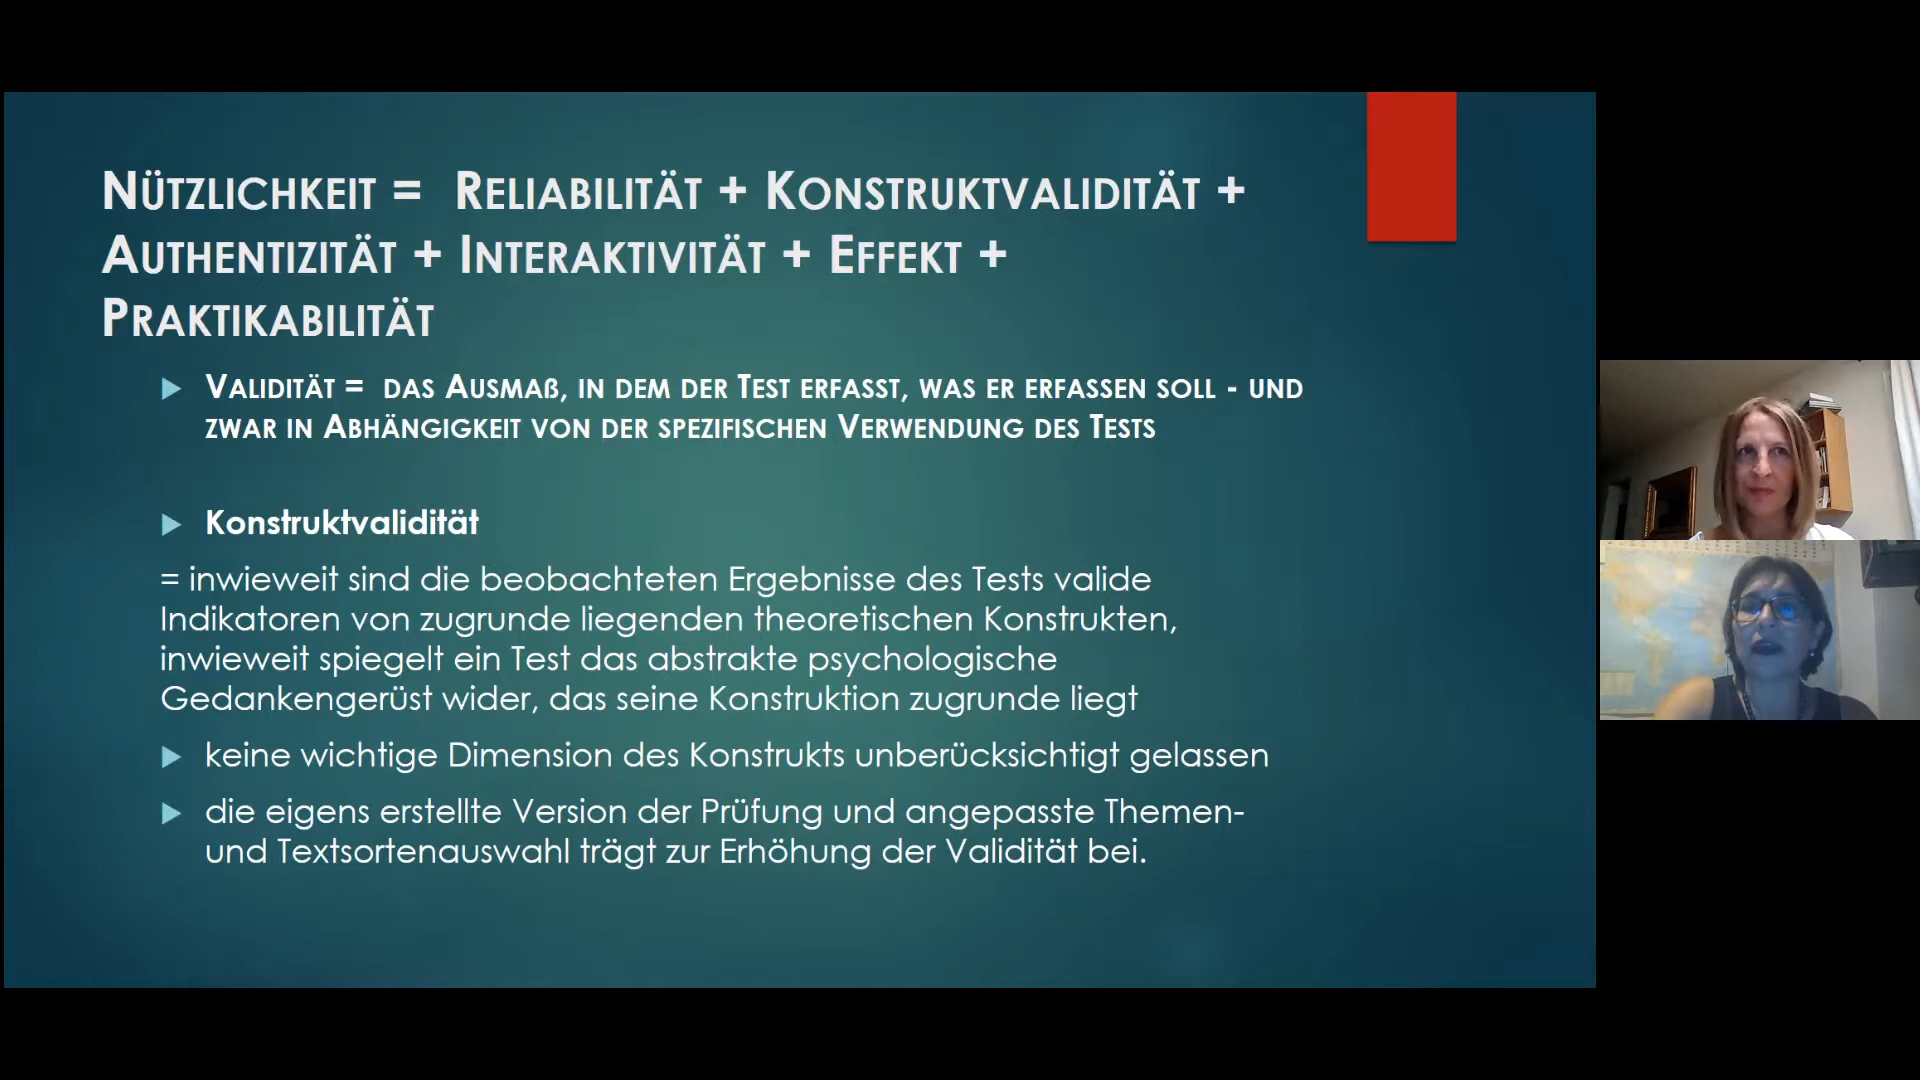 NÜTZLICHKEIT = RELIABILITÄT + KONSTRUKTVALIDITÄT +
AUTHENTIZITÄT + INTERAKTIVITÄT + EFFEKT +
PRAKTIKABILITÄT
VALIDITÄT = DAS AUSMAß, IN DEM DER TEST ERFASST, WAS ER ERFASSEN SOLL - UND
ZWAR IN ABHÄNGIGKEIT VON DER SPEZIFISCHEN VERWENDUNG DES TESTS
Konstruktvalidität
= inwieweit sind die beobachteten Ergebnisse des Tests valide
Indikatoren von zugrunde liegenden theoretischen Konstrukten,
inwieweit spiegelt ein Test das abstrakte psychologische
Gedankengerüst wider, das seine Konstruktion zugrunde liegt
keine wichtige Dimension des Konstrukts unberücksichtigt gelassen
die eigens erstellte Version der Prüfung und angepasste Themen-
und Textsortenauswahl trägt zur Erhöhung der Validität bei.